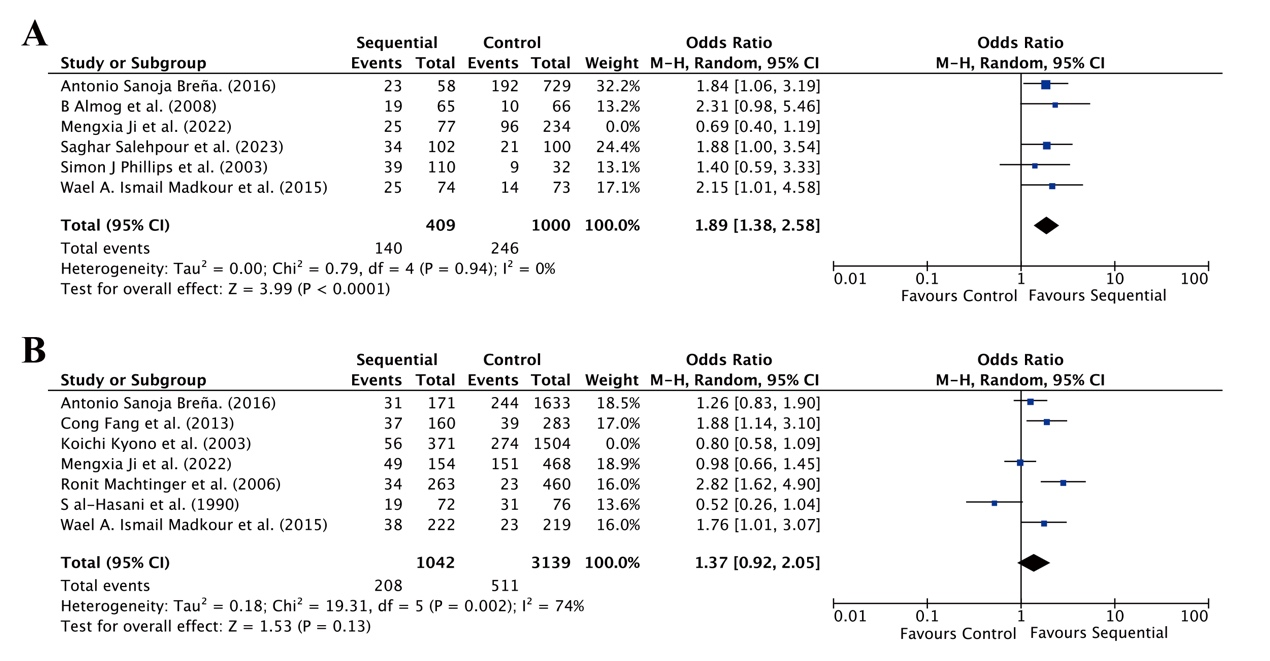 A
Sequential Control Odds Ratio Odds Ratio
Study or Subgroup Events Total Events Total Weight M-H, Random, 95% CI M-H, Random, 95% CI
Antonio Sanoja Breña. (2016) 23 58 192 729 32.2% 1.84 [1.06, 3.19]
B Almog et al. (2008) 19 65 10 66 13.2% 2.31 [0.98, 5.46]
Mengxia Ji et al. (2022) 25 77 96 234 0.0% 0.69 [0.40, 1.19]
Saghar Salehpour et al. (2023) 34 102 21 100 24.4% 1.88 [1.00, 3.54]
Simon J Phillips et al. (2003) 39 110 9 32 13.1% 1.40 [0.59, 3.33]
Wael A. Ismail Madkour et al. (2015) 25 74 14 73 17.1% 2.15 [1.01, 4.58]
Total (95% CI) 409 1000 100.0% 1.89 [1.38, 2.58]
Total events 140 246
Heterogeneity: Tau² = 0.00; Chi² = 0.79, df = 4 (P = 0.94); I² = 0%
Test for overall effect: Z = 3.99 (P < 0.0001)
0.01 0.1 1 10 100
Favours Control Favours Sequential
B
Sequential Control Odds Ratio Odds Ratio
Study or Subgroup Events Total Events Total Weight M-H, Random, 95% CI M-H, Random, 95% CI
Antonio Sanoja Breña. (2016) 31 171 244 1633 18.5% 1.26 [0.83, 1.90]
Cong Fang et al. (2013) 37 160 39 283 17.0% 1.88 [1.14, 3.10]
Koichi Kyono et al. (2003) 56 371 274 1504 0.0% 0.80 [0.58, 1.09]
Mengxia Ji et al. (2022) 49 154 151 468 18.9% 0.98 [0.66, 1.45]
Ronit Machtinger et al. (2006) 34 263 23 460 16.0% 2.82 [1.62, 4.90]
S al-Hasani et al. (1990) 19 72 31 76 13.6% 0.52 [0.26, 1.04]
Wael A. Ismail Madkour et al. (2015) 38 222 23 219 16.0% 1.76 [1.01, 3.07]
Total (95% CI) 1042 3139 100.0% 1.37 [0.92, 2.05]
Total events 208 511
Heterogeneity: Tau² = 0.18; Chi² = 19.31, df = 5 (P = 0.002); I² = 74%
Test for overall effect: Z = 1.53 (P = 0.13)
0.01 0.1 1 10 100
Favours Control Favours Sequential